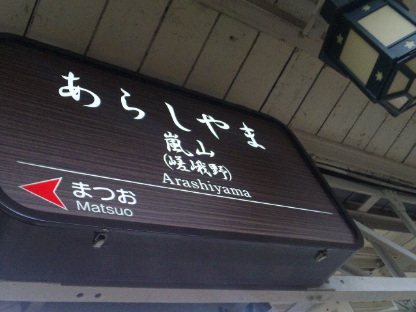 あらしやま
嵐山
(嵯峨野)
Arashiyama
まつお
Matsuo